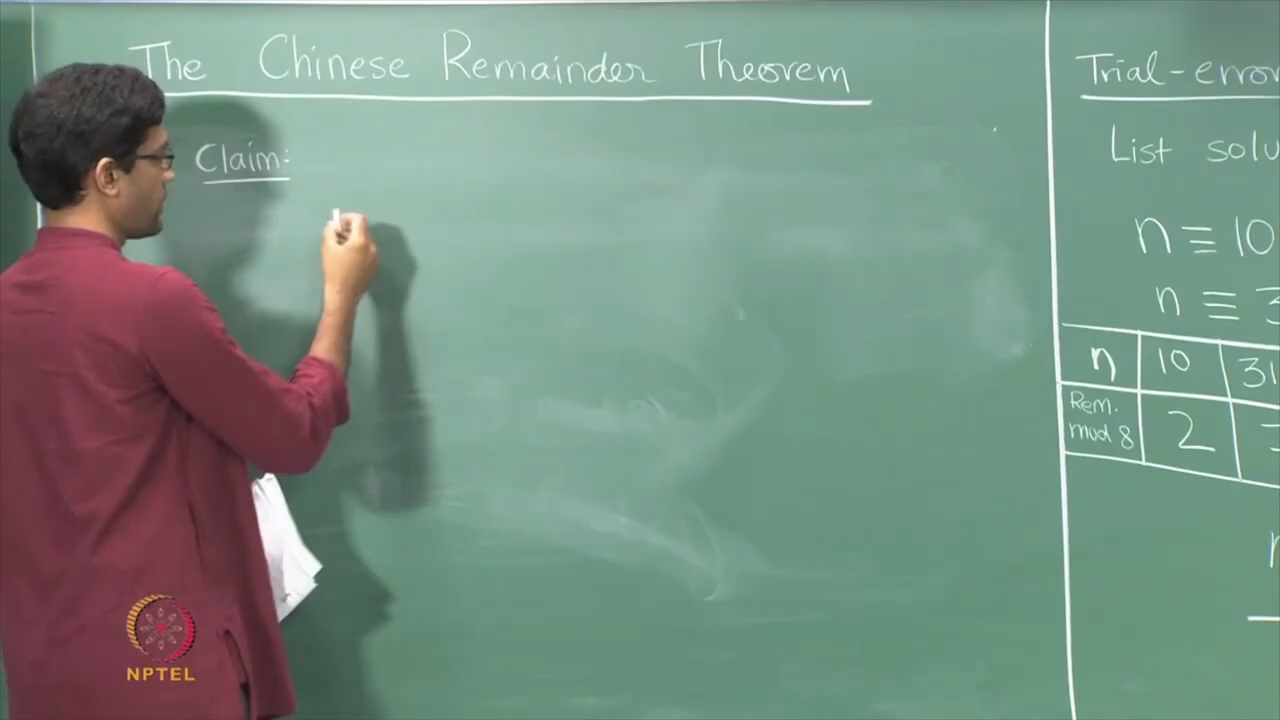 The Chinese Remainder Theorem
Claim:
Trial-error
List solu
n ≡ 10
n ≡ 3
n 10 31
Rem. mod 8 2
NPTEL